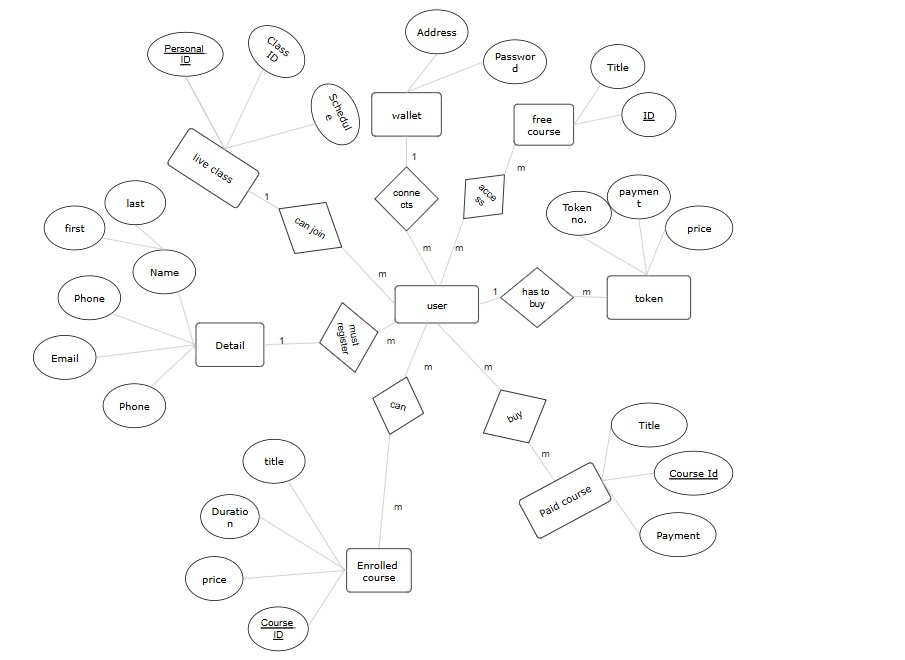 Address
Personal
ID
Class
ID
Passwor
d
Title
Schedul
e
wallet
free
course
ID
live class
1
m
acce
ss
conne
cts
paymen
t
Token
no.
price
last
first
1
can join
m
m
Name
m
Phone
user
1
has to
buy
m
token
Detail
1
must
register
m
Email
Phone
m
m
can
buy
Title
m
title
Course Id
Paid course
Duratio
n
m
Payment
Enrolled
course
price
Course
ID